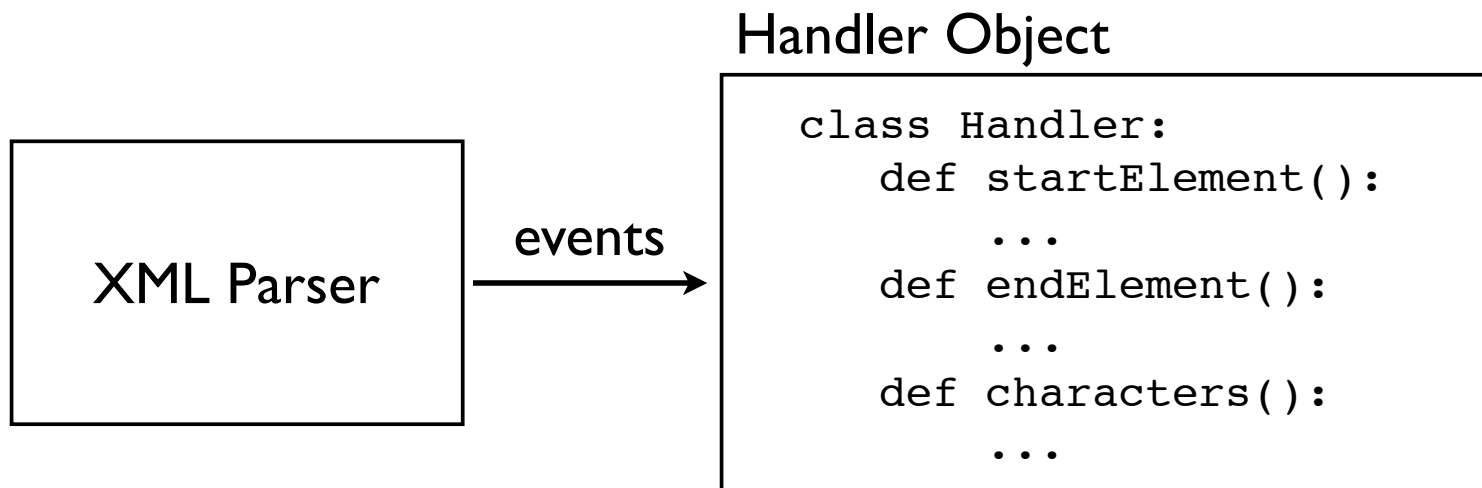 Handler Object
XML Parser
events
class Handler:
def startElement():
...
def endElement():
...
def characters():
...